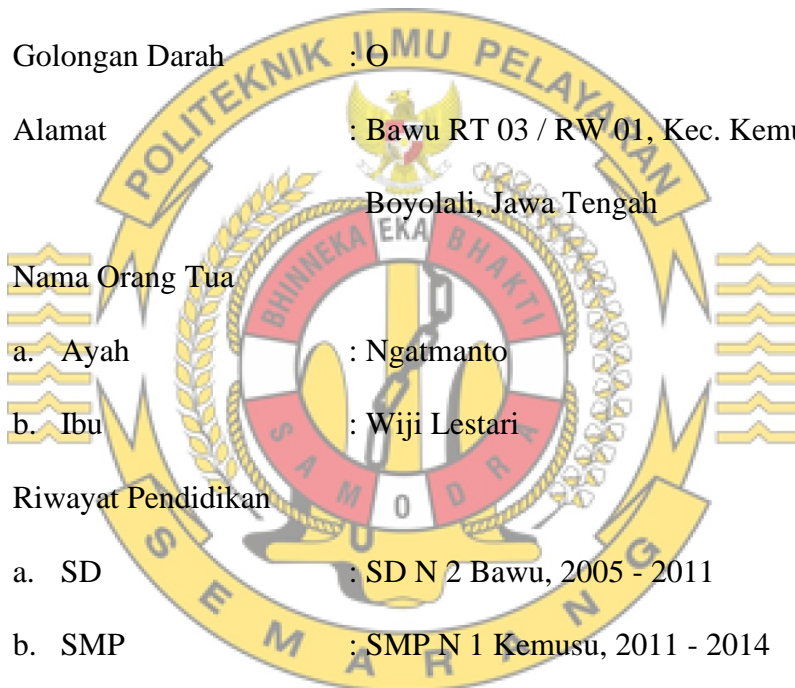 POLITEKNIK ILMU PELAYARAN
Golongan Darah : O
Alamat : Bawu RT 03 / RW 01, Kec. Kemu
Boyolali, Jawa Tengah
BHINNEKA EKA BHAKTI
Nama Orang Tua
a. Ayah : Ngatmanto
b. Ibu : Wiji Lestari
SAMODRA
Riwayat Pendidikan
a. SD : SD N 2 Bawu, 2005 - 2011
b. SMP : SMP N 1 Kemusu, 2011 - 2014
SEMARANG